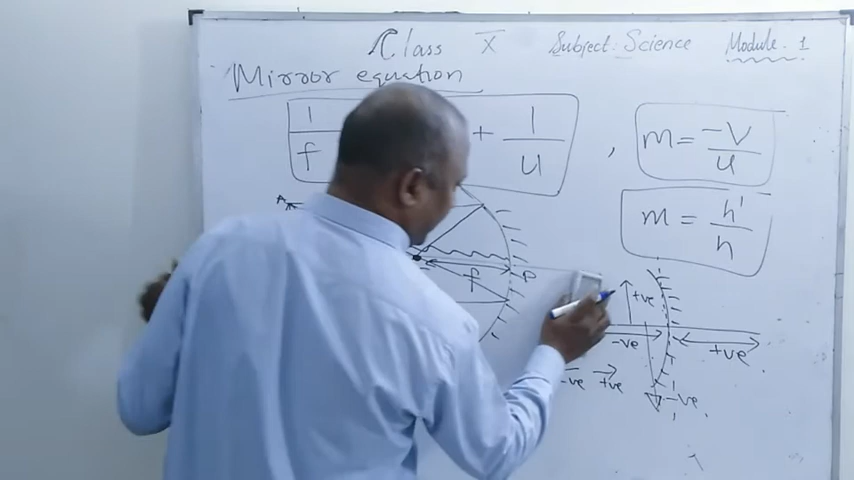 Class X Subject: Science Module. 1
Mirror equation
1/f + 1/u , m = -v/u
m = h'/h
A
f P
+ve
-ve +ve
-ve +ve
-ve